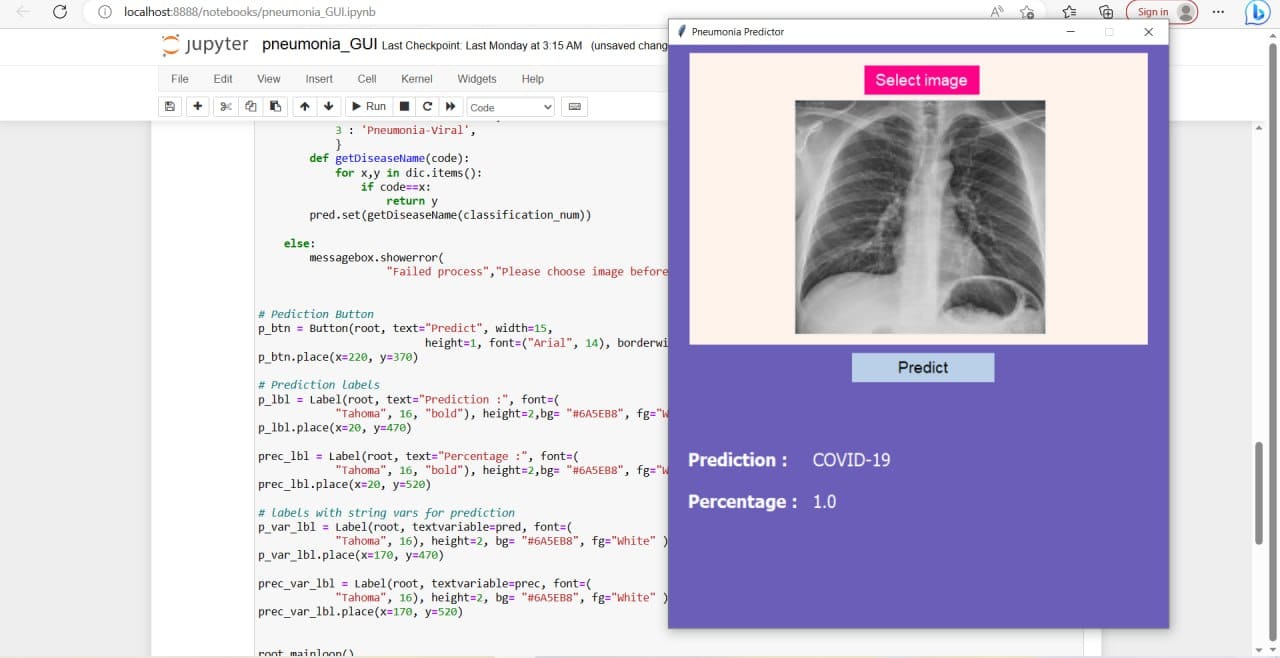 localhost:8888/notebooks/pneumonia_GUI.ipynb
Sign in
jupyter pneumonia_GUI Last Checkpoint: Last Monday at 3:15 AM (unsaved chang
File Edit View Insert Cell Kernel Widgets Help
Run Code
3 : 'Pneumonia-Viral',
}
def getDiseaseName(code):
for x,y in dic.items():
if code==x:
return y
pred.set(getDiseaseName(classification_num))
else:
messagebox.showerror(
"Failed process","Please choose image before
# Pediction Button
p_btn = Button(root, text="Predict", width=15,
height=1, font=("Arial", 14), borderwi
p_btn.place(x=220, y=370)
# Prediction labels
p_lbl = Label(root, text="Prediction :", font=(
"Tahoma", 16, "bold"), height=2,bg= "#6A5EB8", fg="W
p_lbl.place(x=20, y=470)
prec_lbl = Label(root, text="Percentage :", font=(
"Tahoma", 16, "bold"), height=2,bg= "#6A5EB8", fg="W
prec_lbl.place(x=20, y=520)
# labels with string vars for prediction
p_var_lbl = Label(root, textvariable=pred, font=(
"Tahoma", 16), height=2, bg= "#6A5EB8", fg="White" )
p_var_lbl.place(x=170, y=470)
prec_var_lbl = Label(root, textvariable=prec, font=(
"Tahoma", 16), height=2, bg= "#6A5EB8", fg="White" )
prec_var_lbl.place(x=170, y=520)
root.mainloop()
Pneumonia Predictor
Select image
Predict
Prediction : COVID-19
Percentage : 1.0